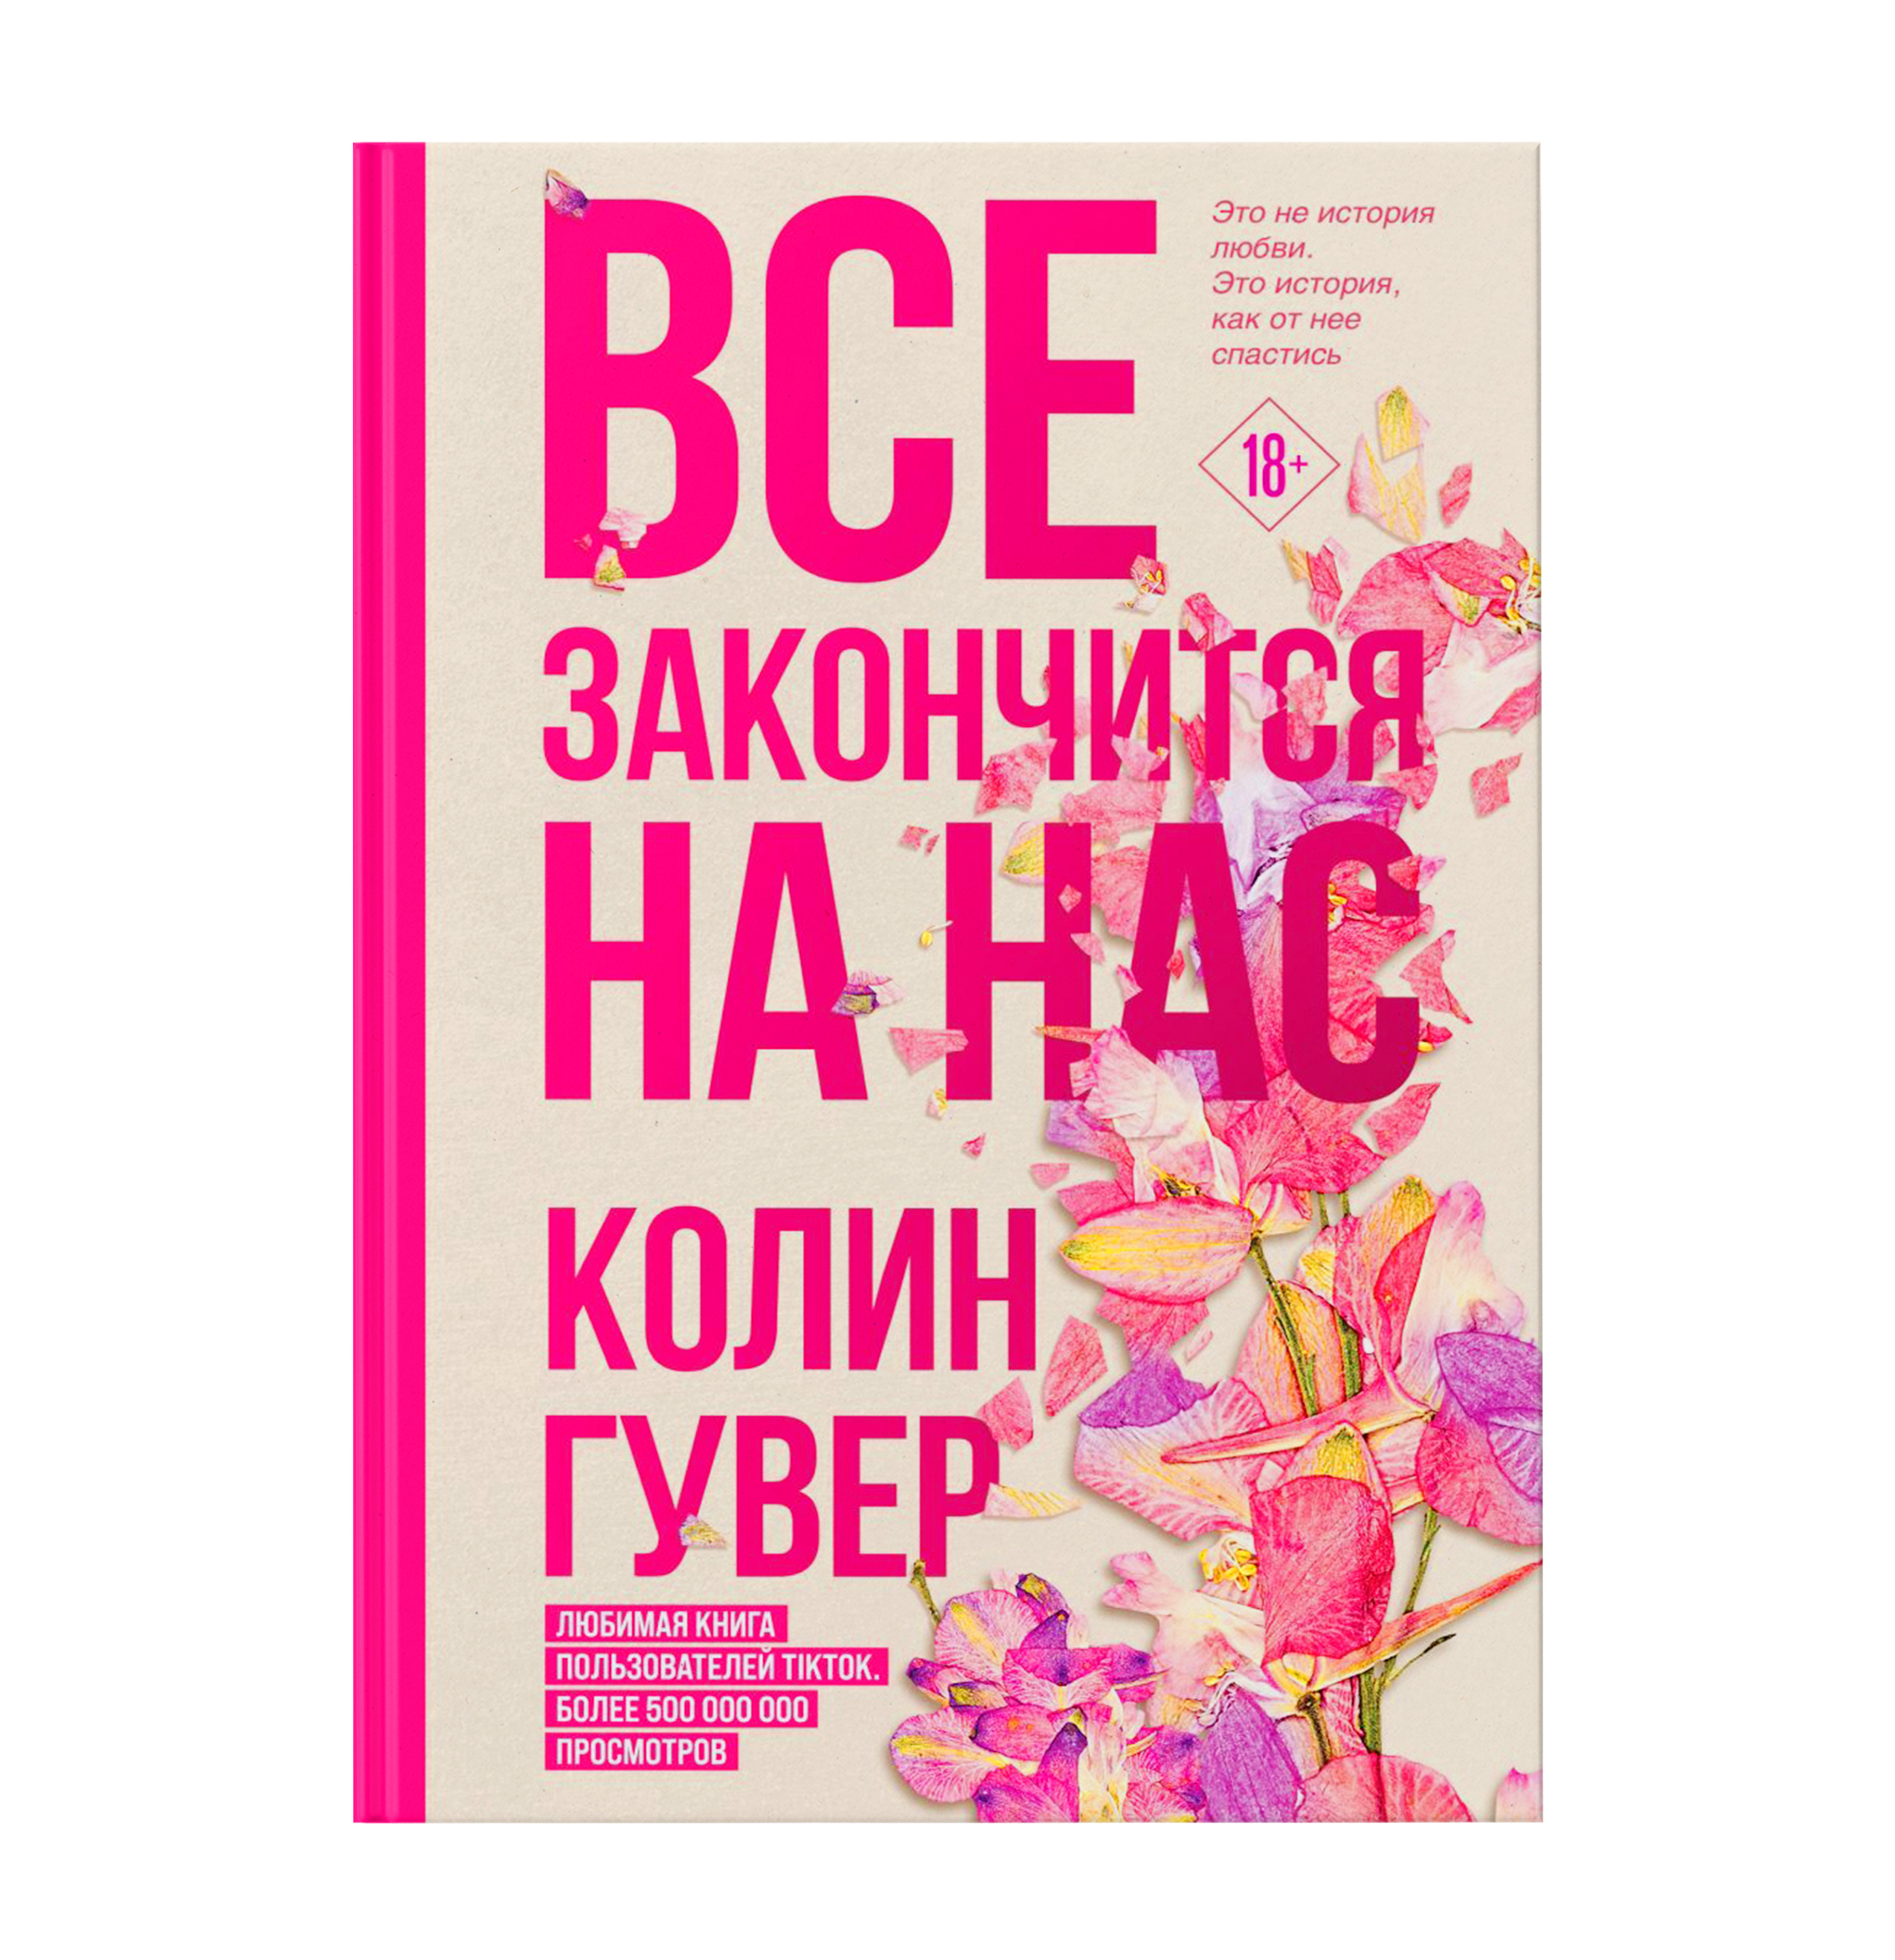 ВСЕ
ЗАКОНЧИТСЯ
НА НАС
Это не история
любви.
Это история,
как от нее
спастись
18+
КОЛИН
ГУВЕР
ЛЮБИМАЯ КНИГА
ПОЛЬЗОВАТЕЛЕЙ TIKTOK.
БОЛЕЕ 500 000 000
ПРОСМОТРОВ